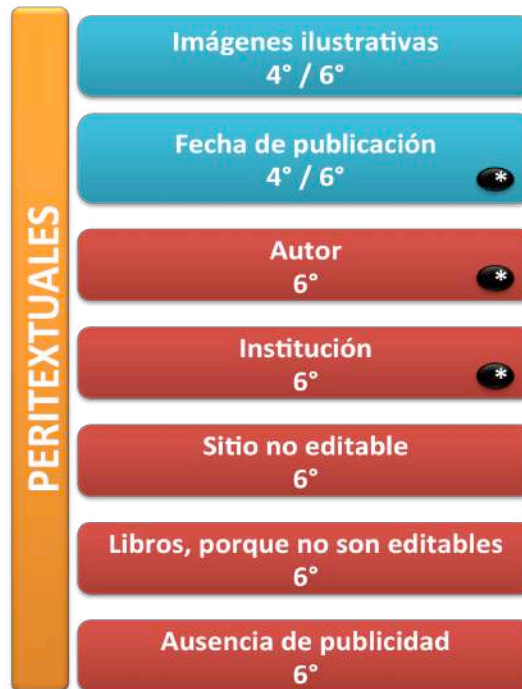 PERITEXTUALES
Imágenes ilustrativas
4° / 6°
Fecha de publicación
4° / 6°
*
Autor
6°
*
Institución
6°
*
Sitio no editable
6°
Libros, porque no son editables
6°
Ausencia de publicidad
6°